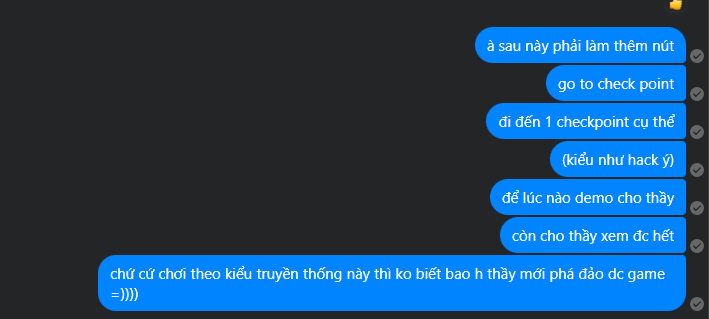 à sau này phải làm thêm nút
go to check point
đi đến 1 checkpoint cụ thể
(kiểu như hack ý)
để lúc nào demo cho thầy
còn cho thầy xem đc hết
chứ cứ chơi theo kiểu truyền thống này thì ko biết bao h thầy mới phá đảo dc game
=))))